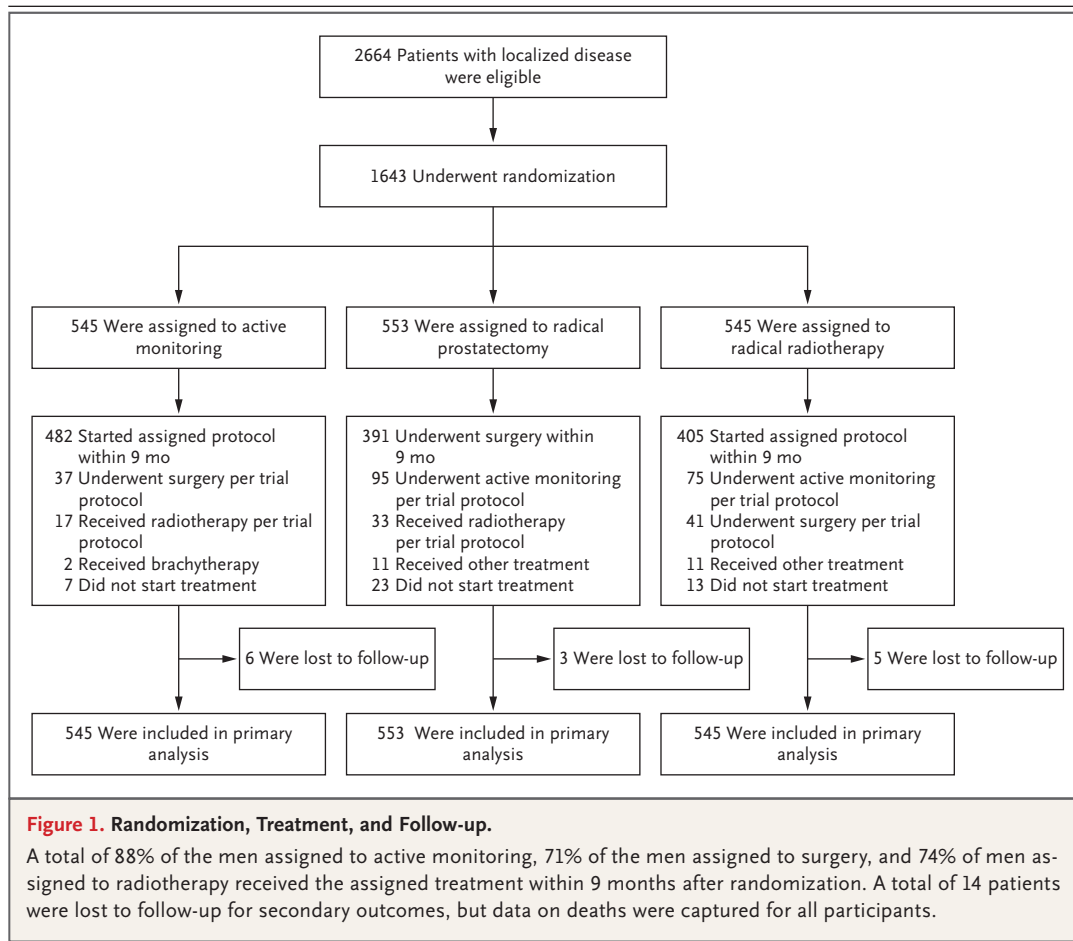 2664 Patients with localized disease
were eligible
1643 Underwent randomization
545 Were assigned to active
monitoring
553 Were assigned to radical
prostatectomy
545 Were assigned to
radical radiotherapy
482 Started assigned protocol
within 9 mo
37 Underwent surgery per trial
protocol
17 Received radiotherapy per trial
protocol
2 Received brachytherapy
7 Did not start treatment
391 Underwent surgery within
9 mo
95 Underwent active monitoring
per trial protocol
33 Received radiotherapy
per trial protocol
11 Received other treatment
23 Did not start treatment
405 Started assigned protocol
within 9 mo
75 Underwent active monitoring
per trial protocol
41 Underwent surgery per trial
protocol
11 Received other treatment
13 Did not start treatment
6 Were lost to follow-up
3 Were lost to follow-up
5 Were lost to follow-up
545 Were included in primary
analysis
553 Were included in primary
analysis
545 Were included in primary
analysis
Figure 1. Randomization, Treatment, and Follow-up.
A total of 88% of the men assigned to active monitoring, 71% of the men assigned to surgery, and 74% of men as-
signed to radiotherapy received the assigned treatment within 9 months after randomization. A total of 14 patients
were lost to follow-up for secondary outcomes, but data on deaths were captured for all participants.